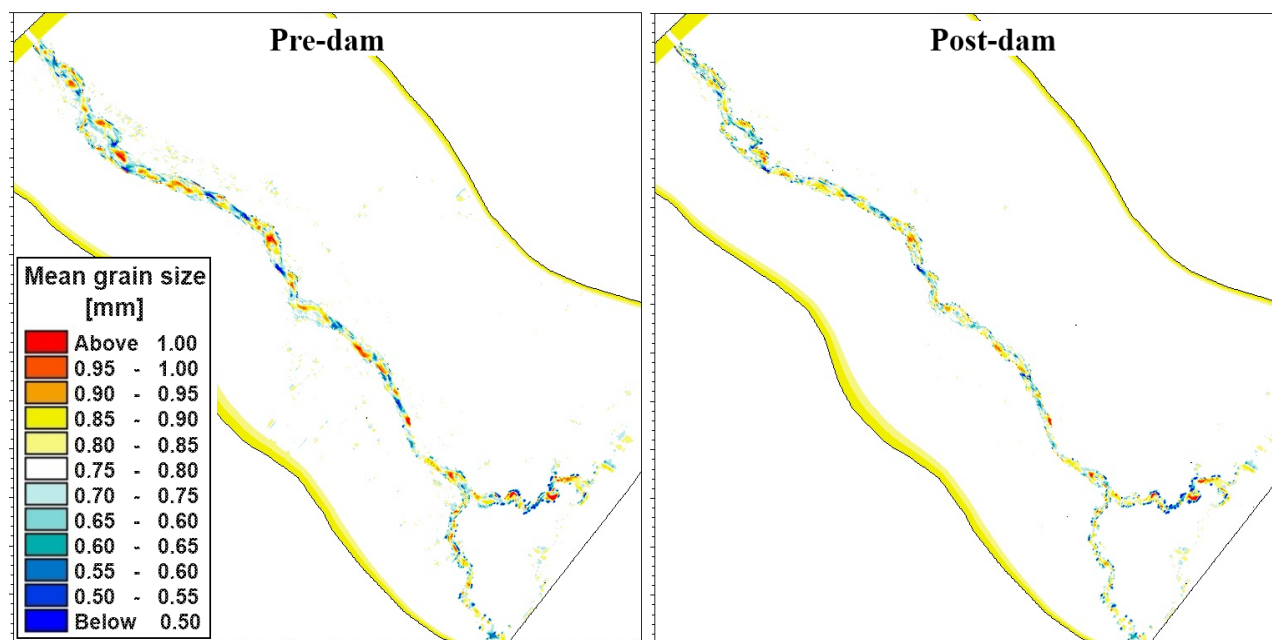 Pre-dam
Post-dam
Mean grain size
[mm]
Above 1.00
0.95 - 1.00
0.90 - 0.95
0.85 - 0.90
0.80 - 0.85
0.75 - 0.80
0.70 - 0.75
0.65 - 0.60
0.60 - 0.65
0.55 - 0.60
0.50 - 0.55
Below 0.50